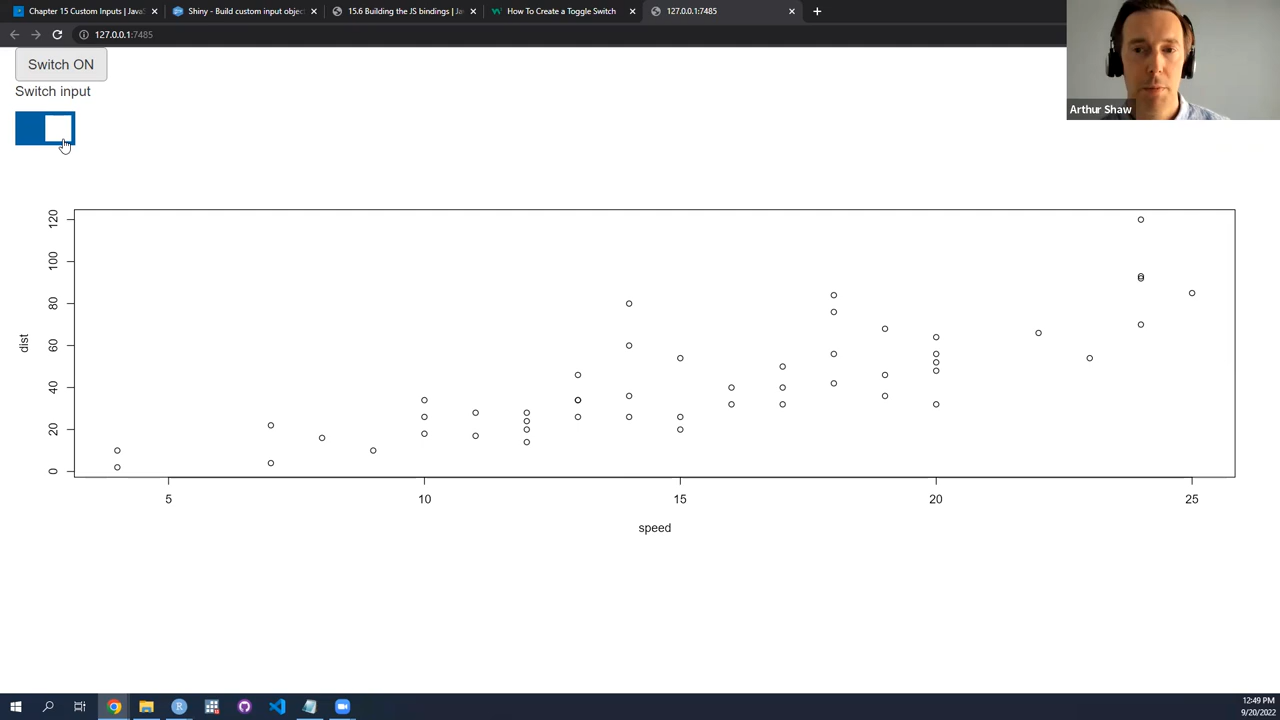 Chapter 15 Custom Inputs | JavaS
Shiny - Build custom input objec
15.6 Building the JS bindings | Ja
How To Create a Toggle Switch
127.0.0.1:7485
127.0.0.1:7485
Switch ON
Switch input
Arthur Shaw
120
100
80
60
40
20
0
dist
5 10 15 20 25
speed
12:49 PM
9/20/2022